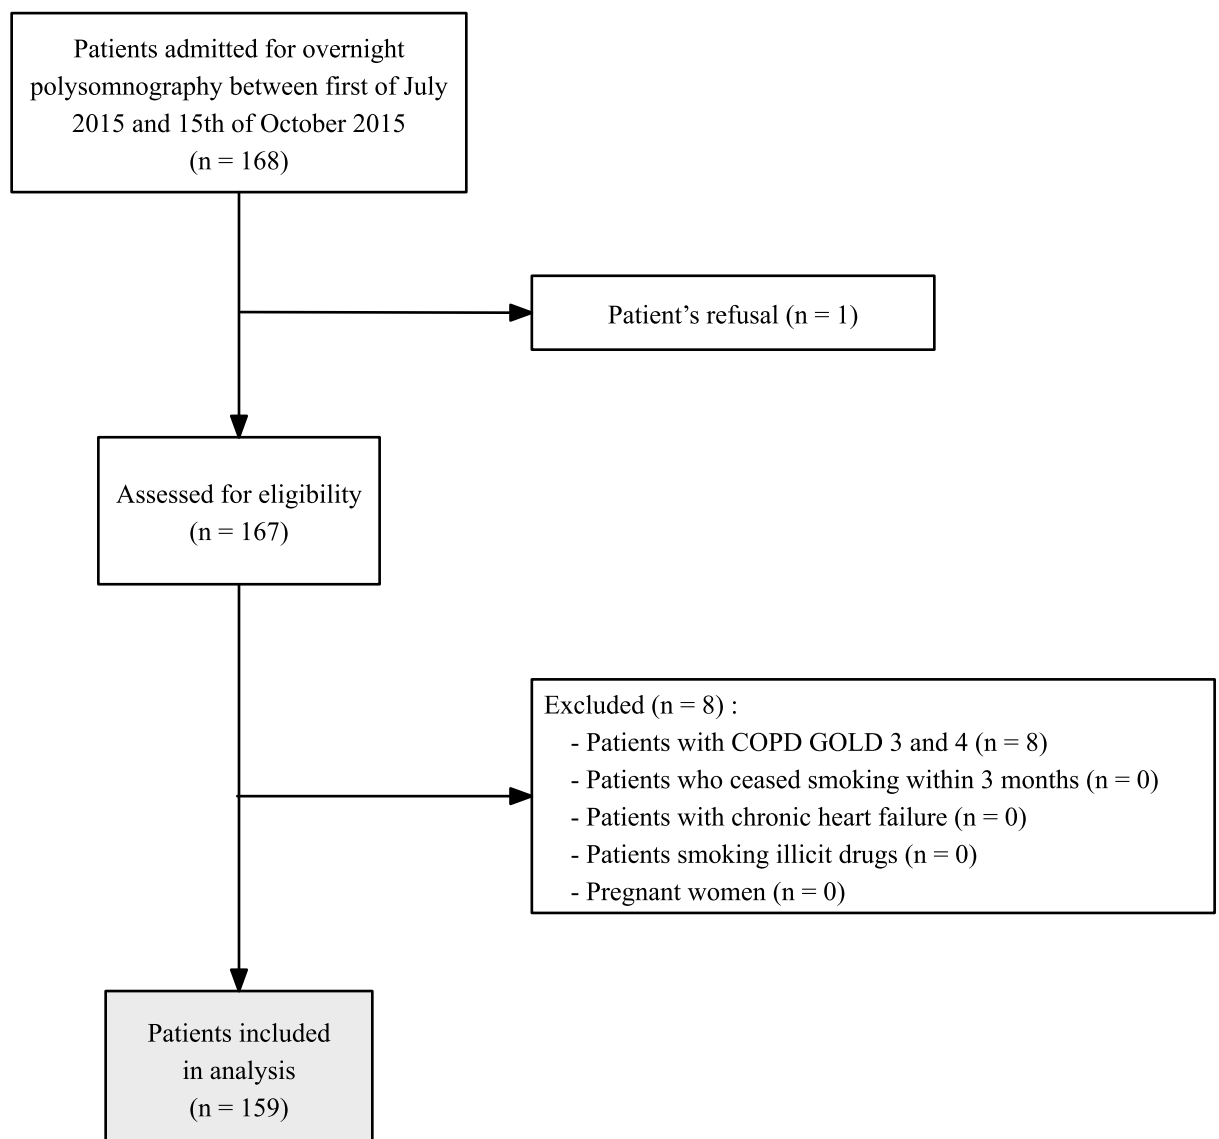 Patients admitted for overnight
polysomnography between first of July
2015 and 15th of October 2015
(n = 168)
Patient’s refusal (n = 1)
Assessed for eligibility
(n = 167)
Excluded (n = 8) :
- Patients with COPD GOLD 3 and 4 (n = 8)
- Patients who ceased smoking within 3 months (n = 0)
- Patients with chronic heart failure (n = 0)
- Patients smoking illicit drugs (n = 0)
- Pregnant women (n = 0)
Patients included
in analysis
(n = 159)